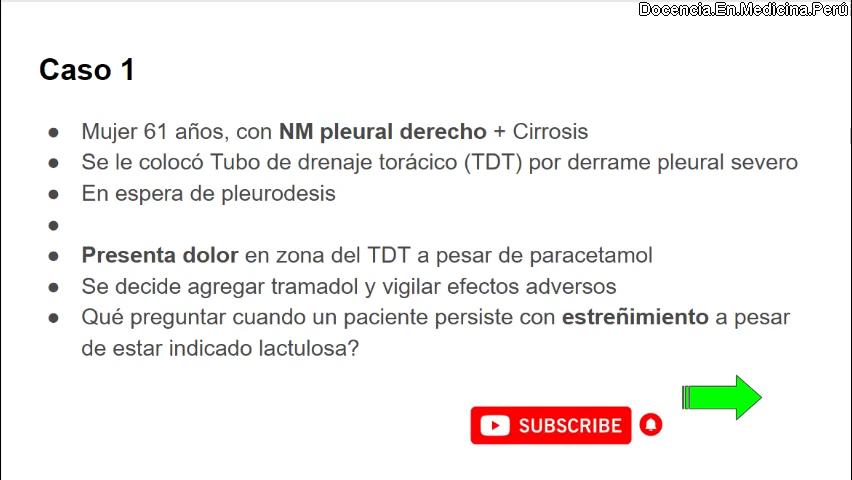 Docencia.En.Medicina.Perú
Caso 1
● Mujer 61 años, con NM pleural derecho + Cirrosis
● Se le colocó Tubo de drenaje torácico (TDT) por derrame pleural severo
● En espera de pleurodesis
●
● Presenta dolor en zona del TDT a pesar de paracetamol
● Se decide agregar tramadol y vigilar efectos adversos
● Qué preguntar cuando un paciente persiste con estreñimiento a pesar
de estar indicado lactulosa?
SUBSCRIBE